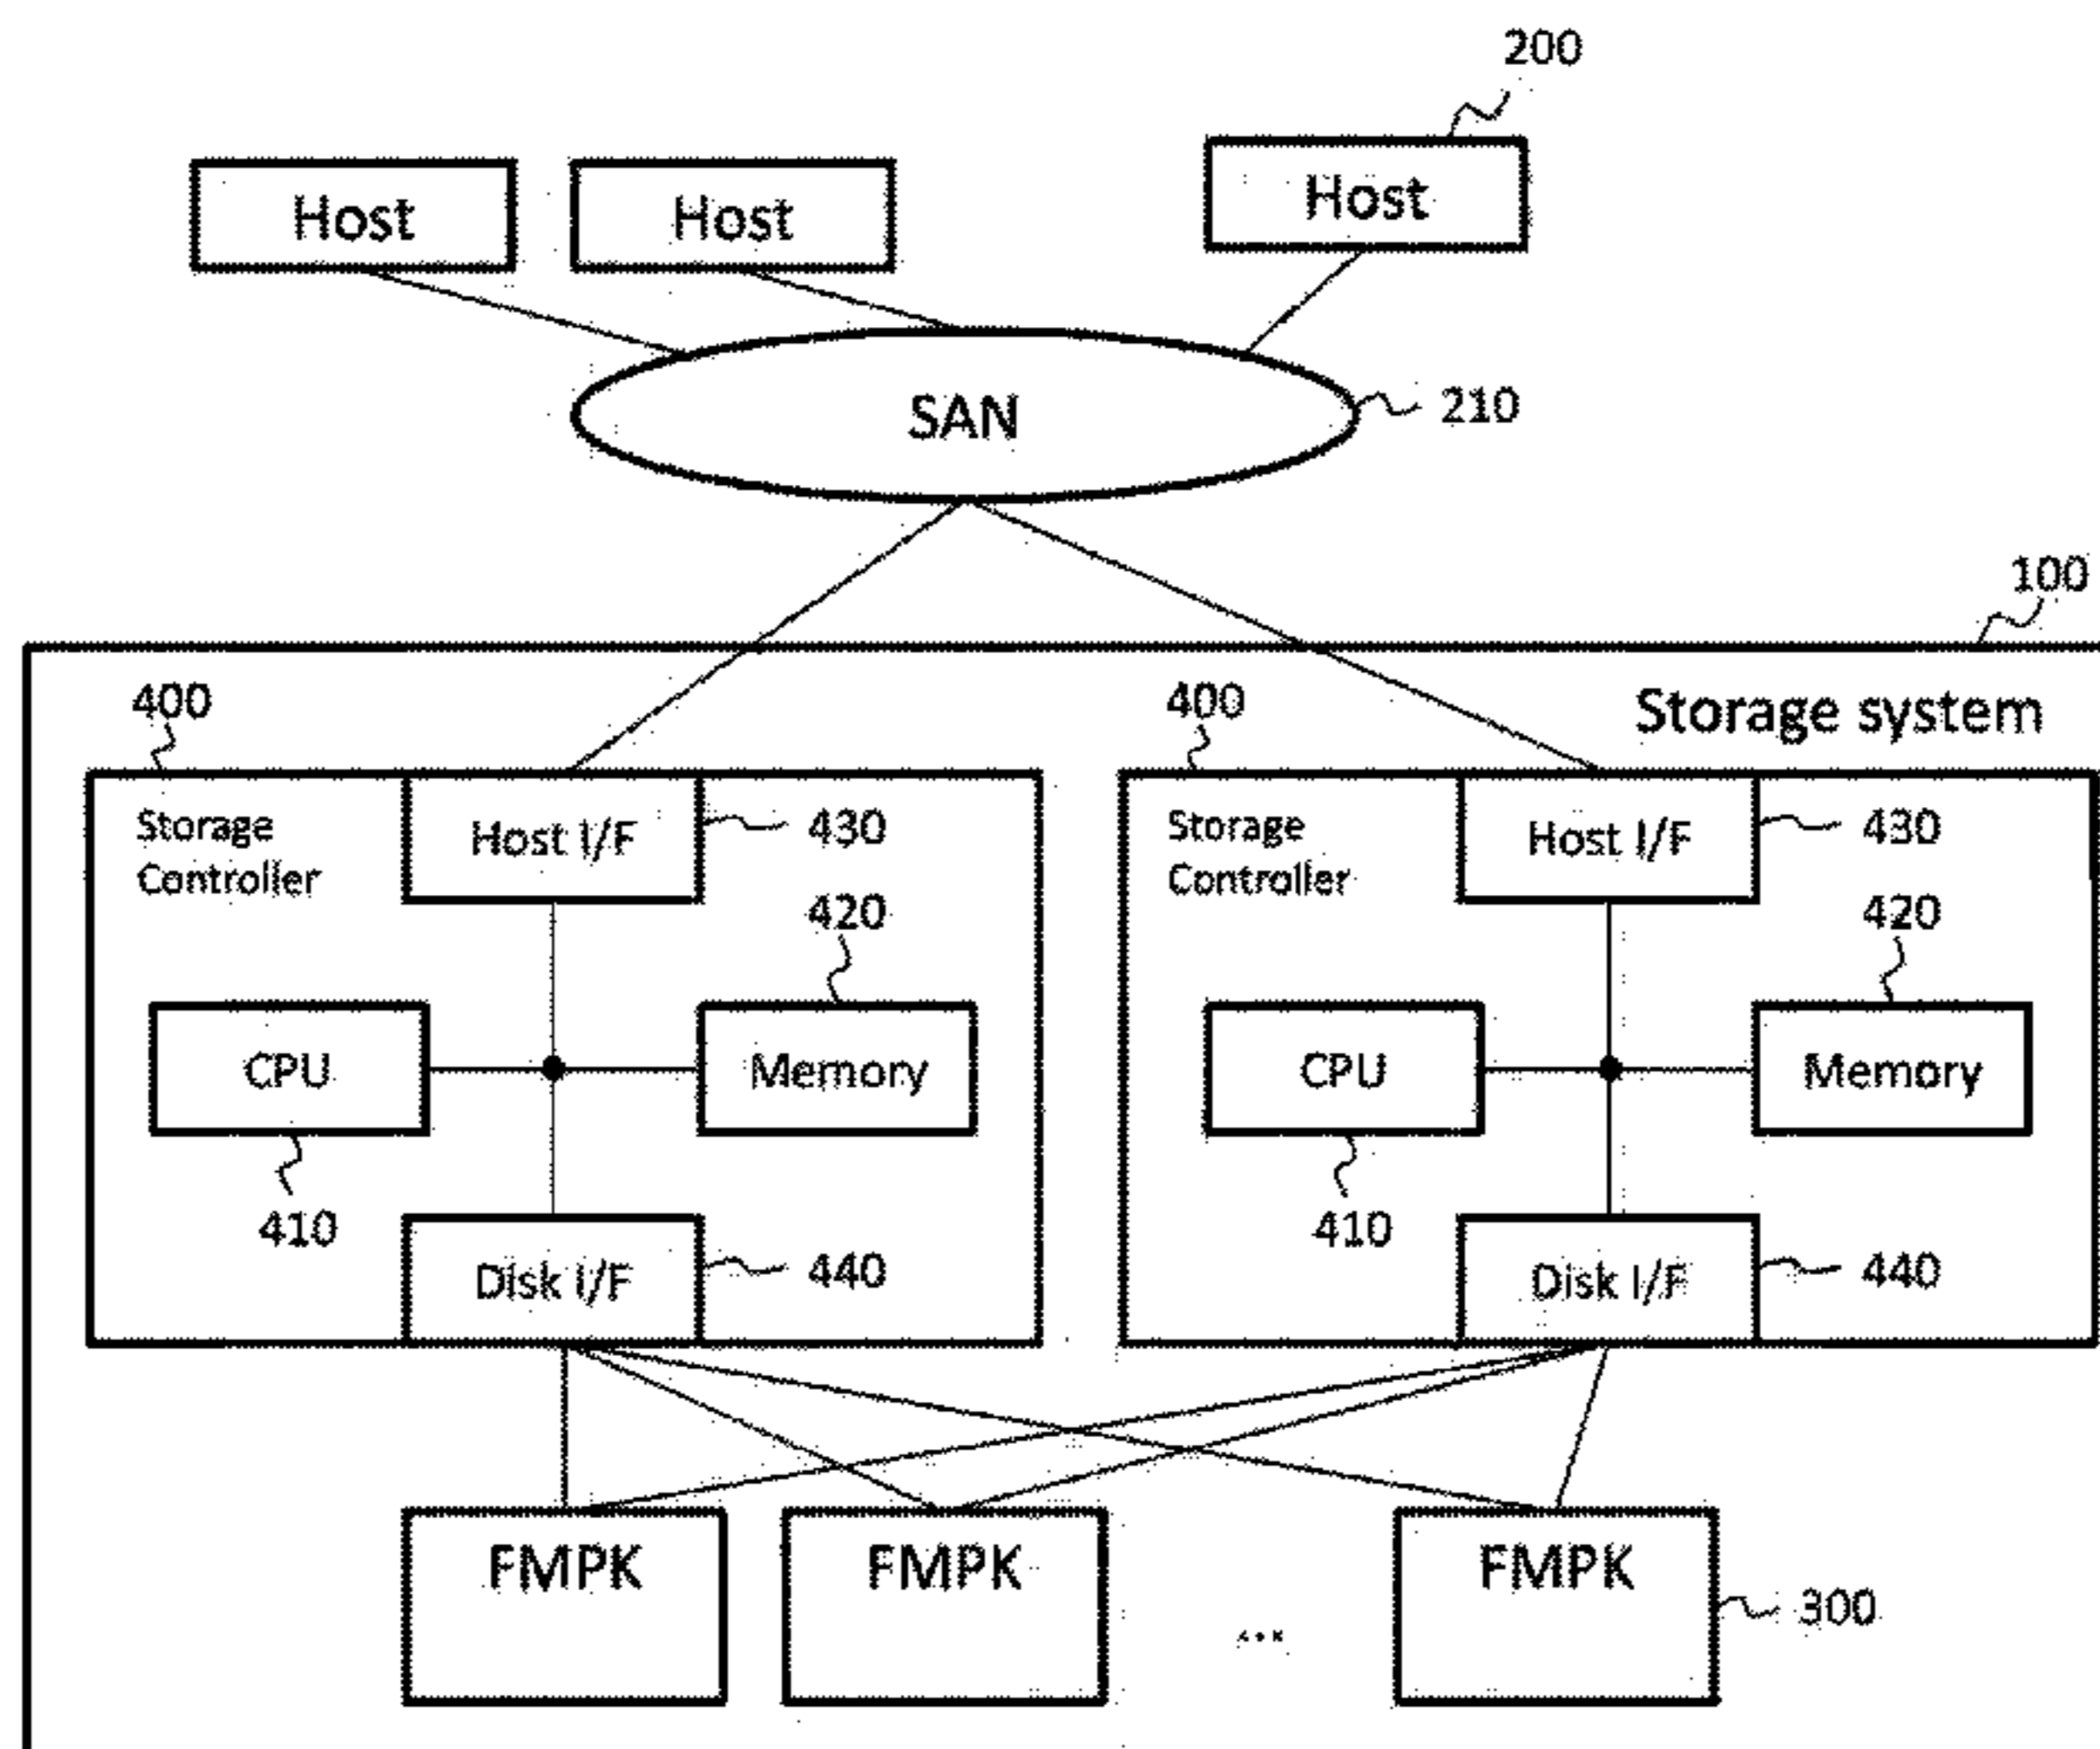 200
Host
Host
Host
SAN
210
100
Storage system
400
400
Storage
Controller
Host I/F
430
Storage
Controller
Host I/F
430
420
420
CPU
Memory
CPU
Memory
410
410
Disk I/F
440
Disk I/F
440
FMPK
FMPK
FMPK
...
300